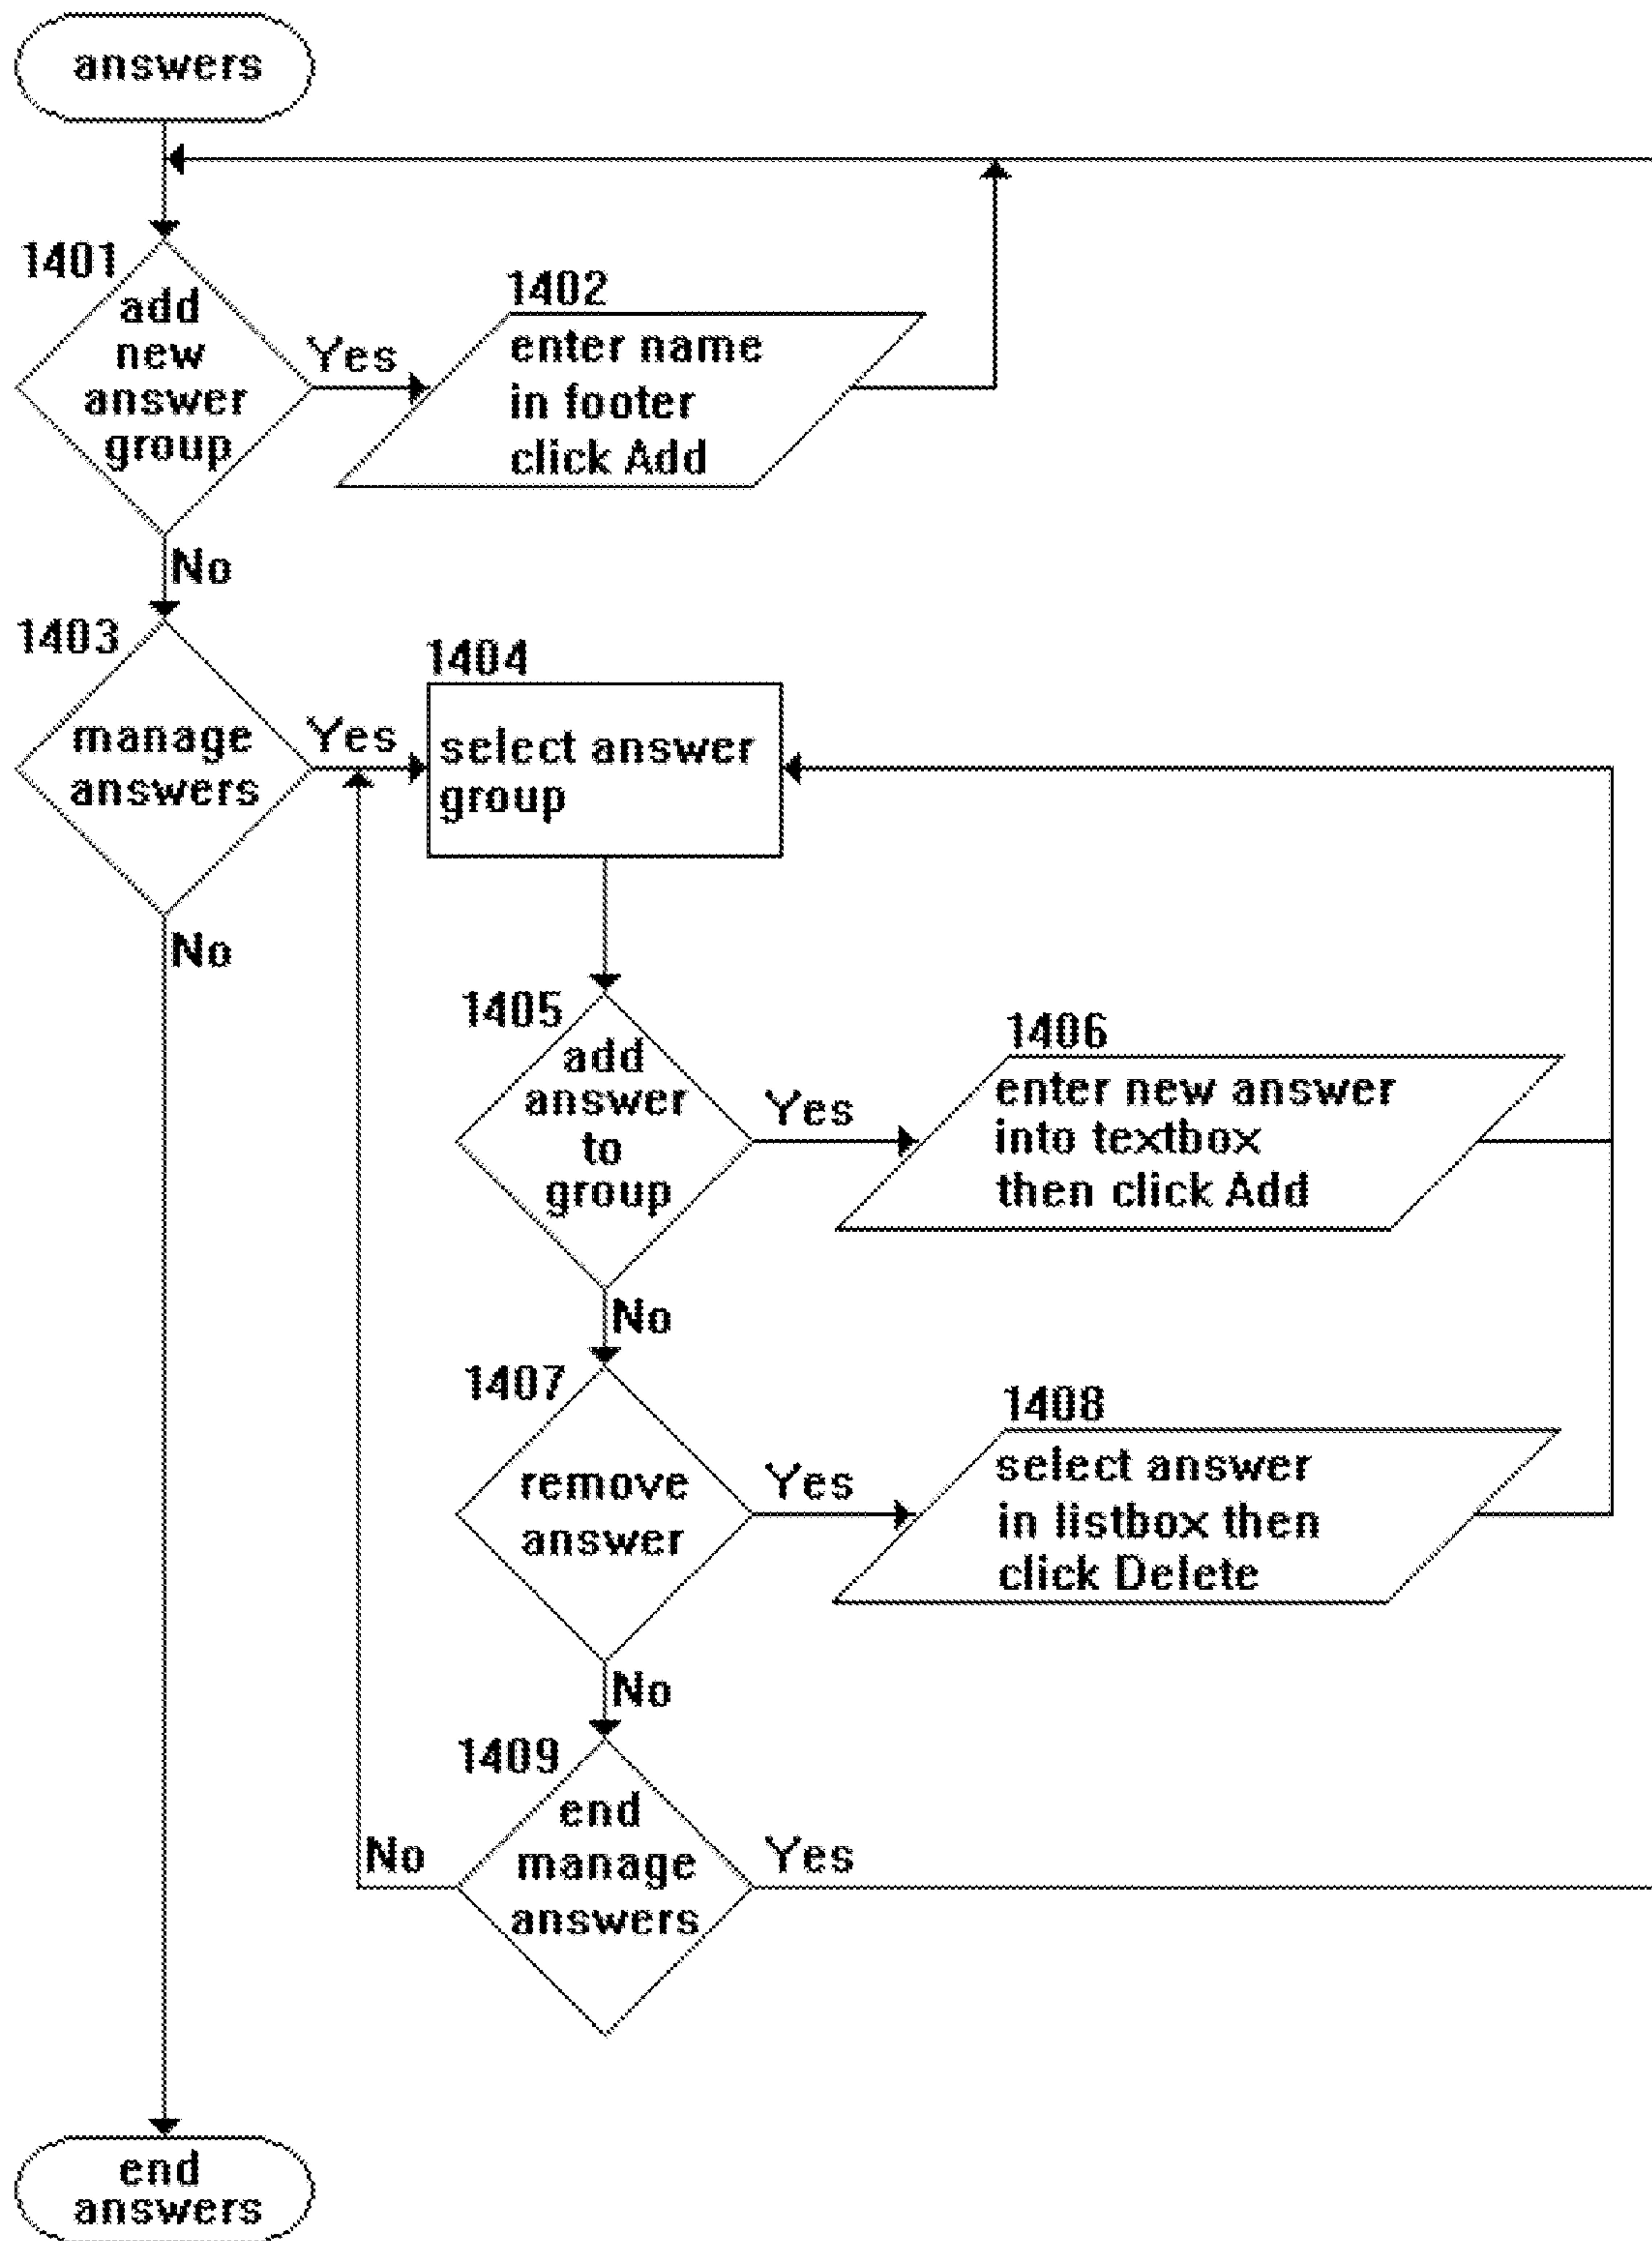 answers
1401
add
new
answer
group
Yes
1402
enter name
in footer
click Add
No
1403
manage
answers
Yes
1404
select answer
group
No
1405
add
answer
to
group
Yes
1406
enter new answer
into textbox
then click Add
No
1407
remove
answer
Yes
1408
select answer
in listbox then
click Delete
No
1409
end
manage
answers
No
Yes
end
answers